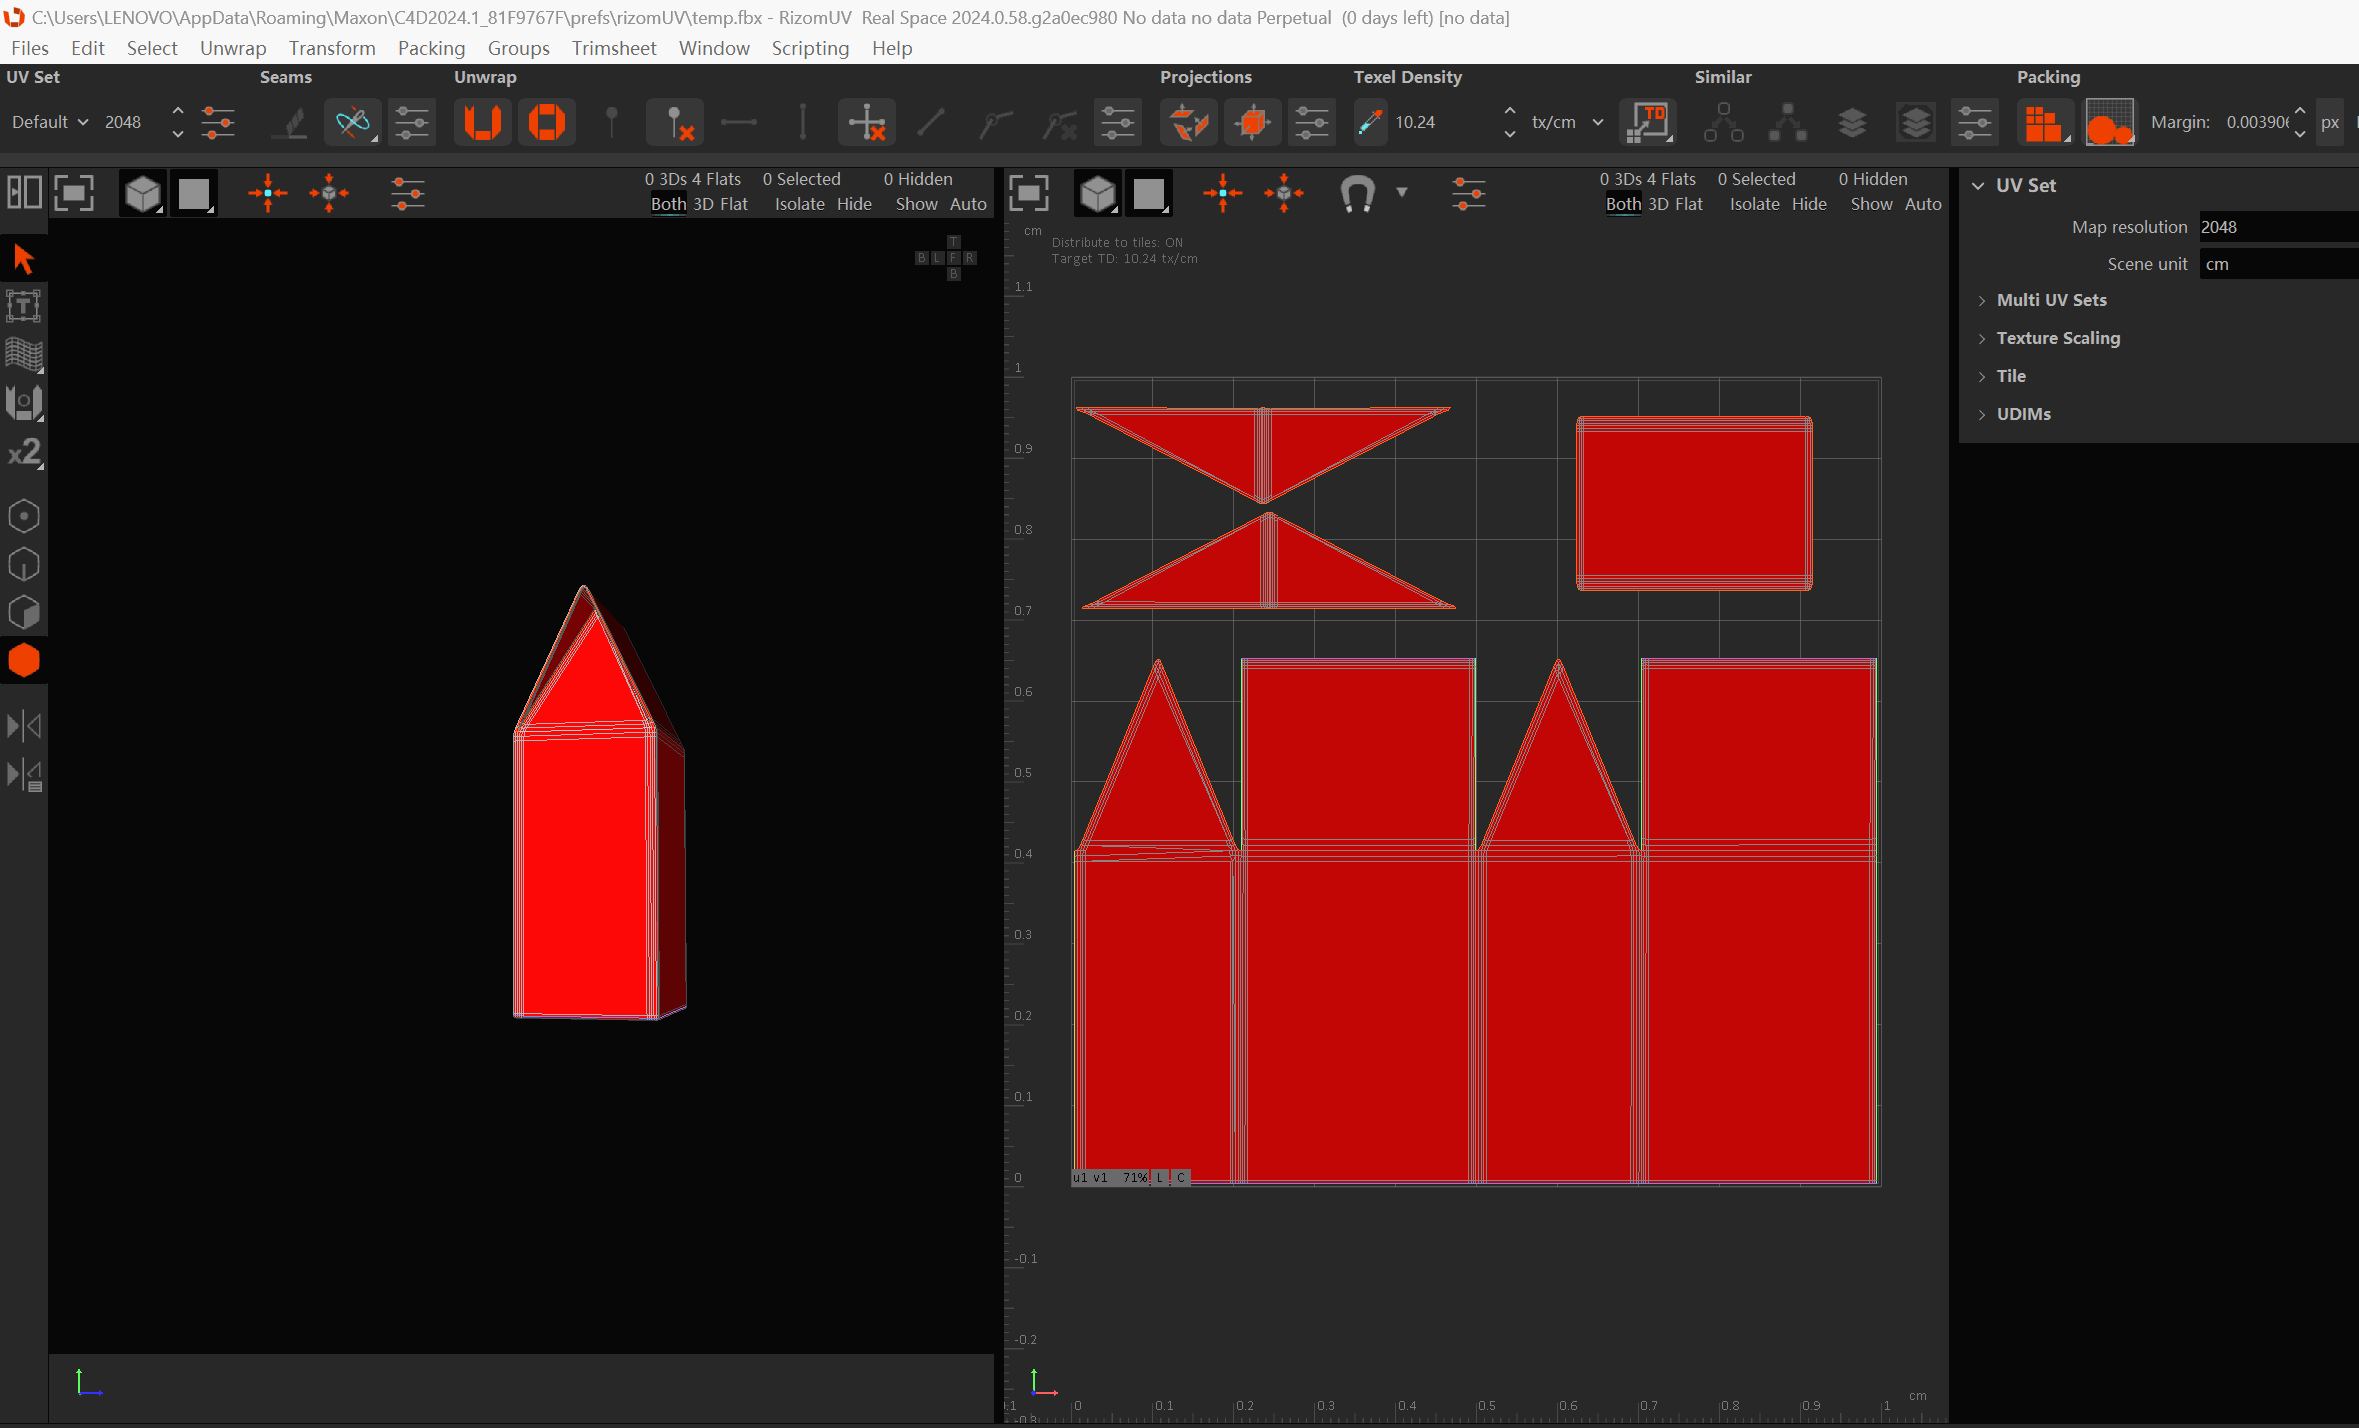 C:\Users\LENOVO\AppData\Roaming\Maxon\C4D2024.1_81F9767F\prefs\rizomUV\temp.fbx - RizomUV  Real Space 2024.0.58.g2a0ec980 No data no data Perpetual  (0 days left) [no data]
Files Edit Select Unwrap Transform Packing Groups Trimsheet Window Scripting Help
UV Set Seams Unwrap Projections Texel Density Similar Packing
Default 2048 10.24 tx/cm TD Margin: 0.00390 px
0 3Ds 4 Flats 0 Selected 0 Hidden
Both 3D Flat Isolate Hide Show Auto
T
B L F R
B
x2
0 3Ds 4 Flats 0 Selected 0 Hidden
Both 3D Flat Isolate Hide Show Auto
cm
Distribute to tiles: ON
Target TD: 10.24 tx/cm
1.1
1
0.9
0.8
0.7
0.6
0.5
0.4
0.3
0.2
0.1
0
-0.1
-0.2
u1 v1 71% L C
cm
0 0.1 0.2 0.3 0.4 0.5 0.6 0.7 0.8 0.9 1
UV Set
Map resolution 2048
Scene unit cm
Multi UV Sets
Texture Scaling
Tile
UDIMs